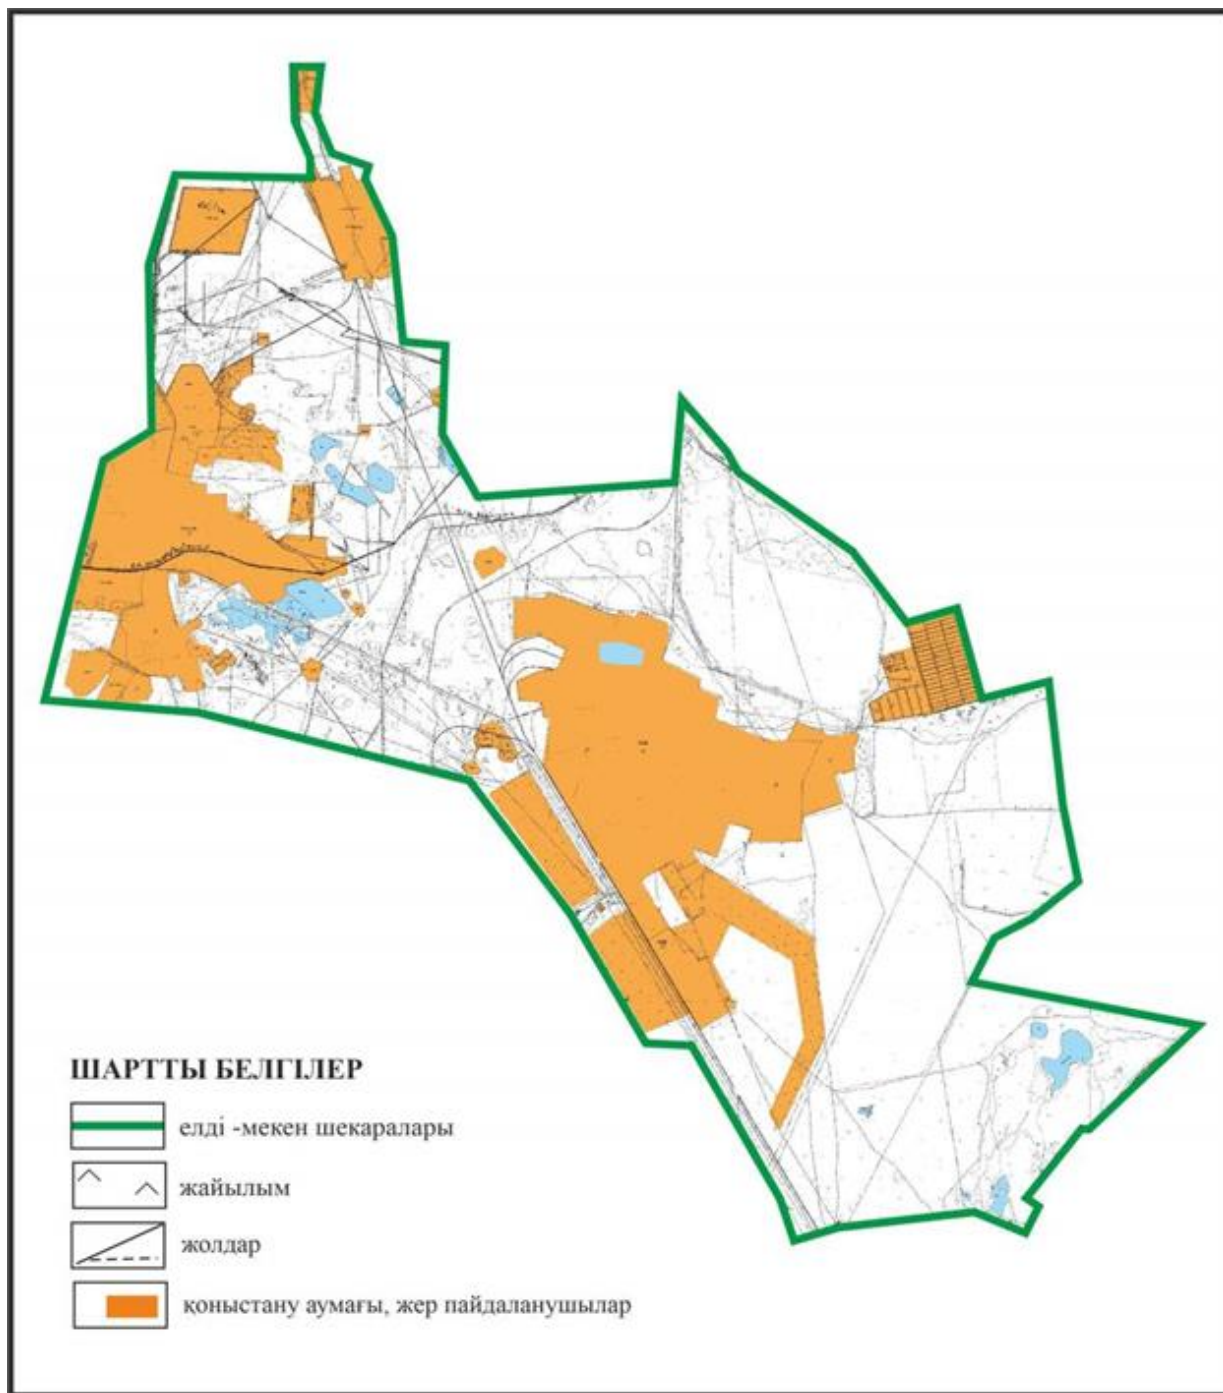 ШАРТТЫ БЕЛГІЛЕР
елді -мекен шекаралары
жайылым
жолдар
қоныстану аумағы, жер пайдаланушылар